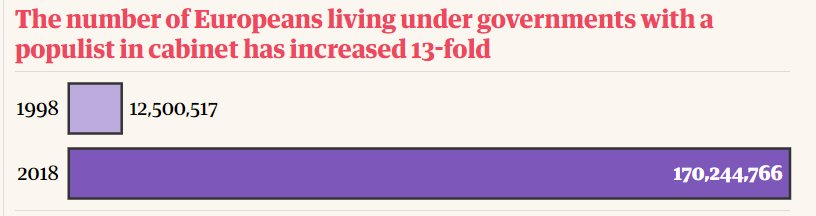 The number of Europeans living under governments with a
populist in cabinet has increased 13-fold
1998 12,500,517
2018 170,244,766